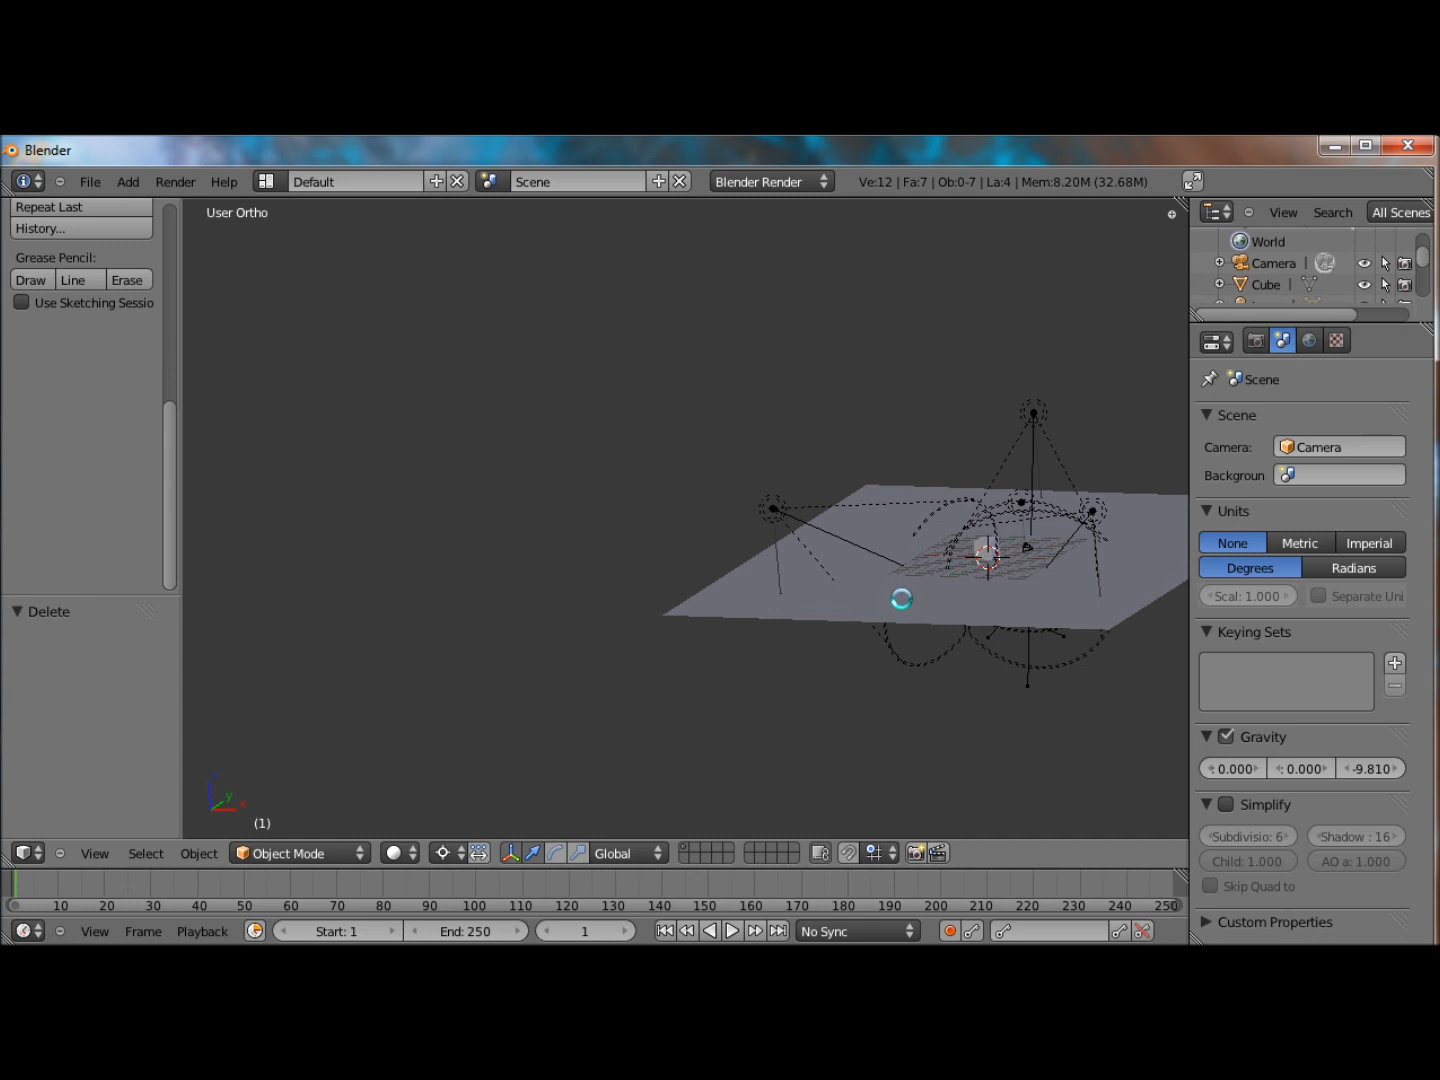 Blender
File Add Render Help Default Scene Blender Render Ve:12 | Fa:7 | Ob:0-7 | La:4 | Mem:8.20M (32.68M)
Repeat Last
History...
Grease Pencil:
Draw Line Erase
Use Sketching Sessio
Delete
User Ortho
z
y
x
(1)
View Search All Scenes
World
Camera |
Cube |
Scene
Scene
Camera: Camera
Backgroun
Units
None Metric Imperial
Degrees Radians
Scal: 1.000 Separate Uni
Keying Sets
Gravity
: 0.000 : 0.000 -9.810
Simplify
Subdivisio: 6 Shadow : 16
Child: 1.000 AO a: 1.000
Skip Quad to
Custom Properties
View Select Object Object Mode Global
10 20 30 40 50 60 70 80 90 100 110 120 130 140 150 160 170 180 190 200 210 220 230 240 250
View Frame Playback Start: 1 End: 250 1 No Sync